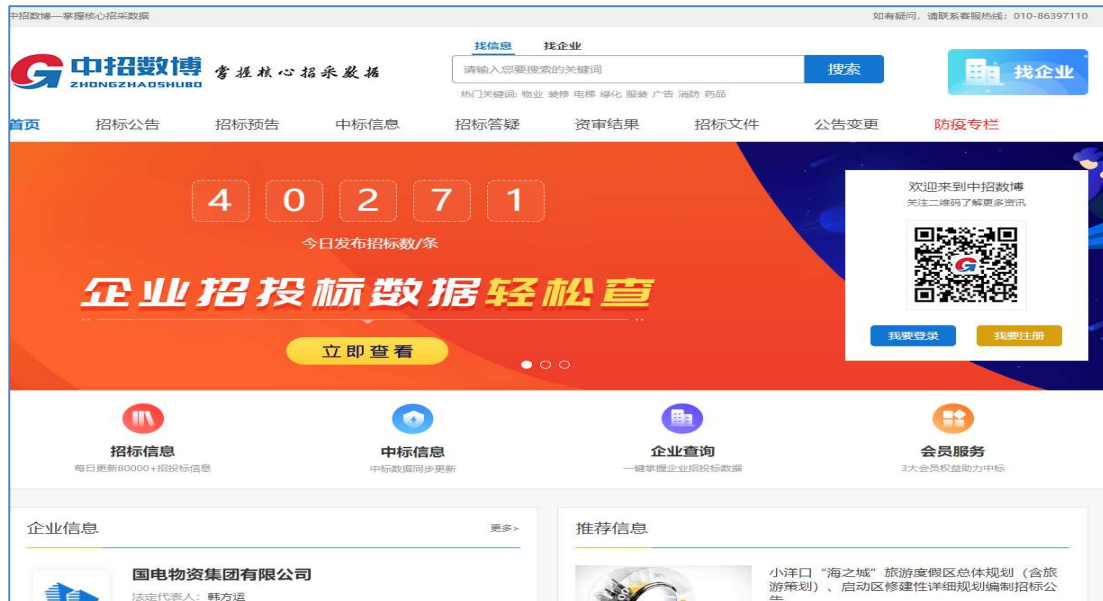 中招数博—掌握核心招采数据
如有疑问，请联系客服热线：010-86397110
找信息 找企业
中招数博 掌握核心招采数据
ZHONGZHAOSHUBO
请输入您要搜索的关键词 搜索
找企业
热门关键词: 物业 装修 电梯 绿化 服装 广告 消防 药品
首页 招标公告 招标预告 中标信息 招标答疑 资审结果 招标文件 公告变更 防疫专栏
4 0 2 7 1
今日发布招标数/条
企业招投标数据轻松查
立即查看
欢迎来到中招数博
关注二维码了解更多资讯
我要登录 我要注册
招标信息
每日更新80000+招投标信息
中标信息
中标数据同步更新
企业查询
一键掌握企业招投标数据
会员服务
3大会员权益助力中标
企业信息 更多>
国电物资集团有限公司
法定代表人：韩方运
推荐信息
小洋口“海之城”旅游度假区总体规划（含旅
游策划）、启动区修建性详细规划编制招标公
告